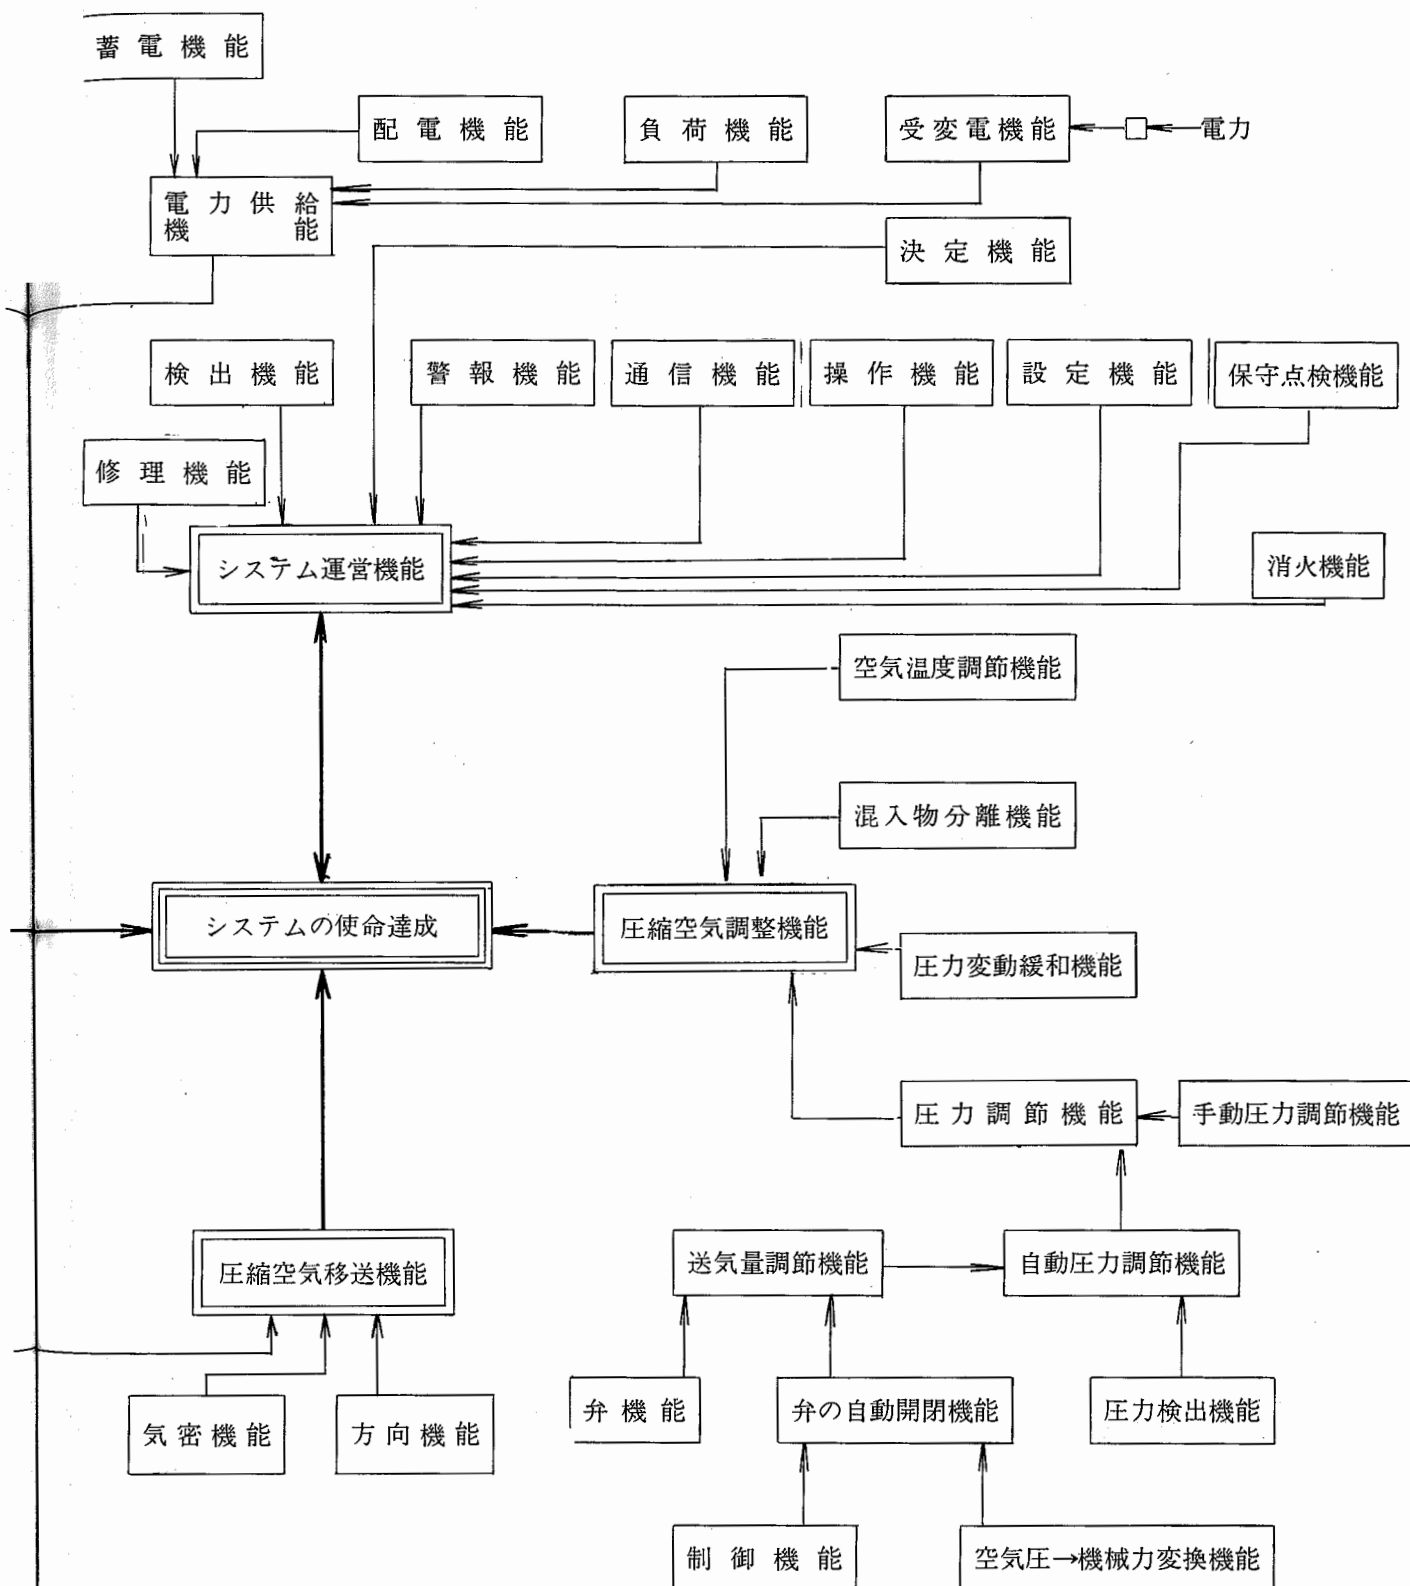 蓄電機能
配電機能
負荷機能
受変電機能
電力
電力供給
機能
決定機能
検出機能
警報機能
通信機能
操作機能
設定機能
保守点検機能
修理機能
システム運営機能
消火機能
空気温度調節機能
混入物分離機能
システムの使命達成
圧縮空気調整機能
圧力変動緩和機能
圧力調節機能
手動圧力調節機能
圧縮空気移送機能
送気量調節機能
自動圧力調節機能
気密機能
方向機能
弁機能
弁の自動開閉機能
圧力検出機能
制御機能
空気圧→機械力変換機能